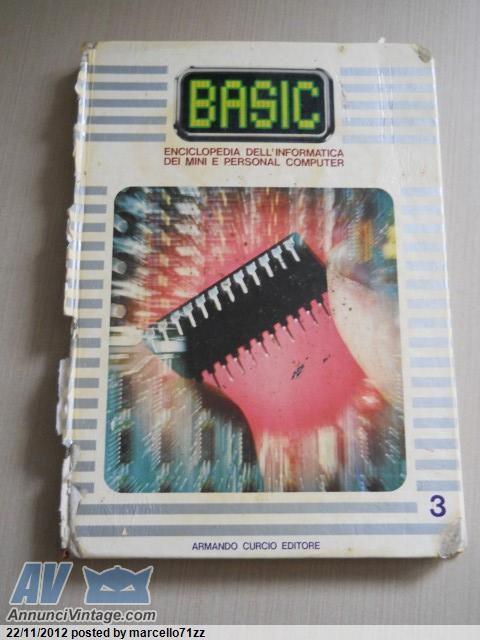 BASIC
ENCICLOPEDIA DELL'INFORMATICA
DEI MINI E PERSONAL COMPUTER
3
ARMANDO CURCIO EDITORE
AV
AnnunciVintage.com
22/11/2012 posted by marcello71zz